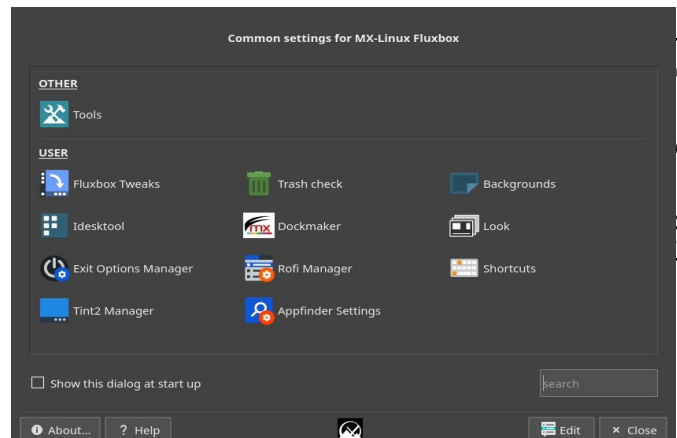 Common settings for MX-Linux Fluxbox
OTHER
Tools
USER
Fluxbox Tweaks
Trash check
Backgrounds
Idesktool
mx
Dockmaker
Look
Exit Options Manager
Rofi Manager
Shortcuts
Tint2 Manager
Appfinder Settings
Show this dialog at start up
search
About...
? Help
Edit
× Close